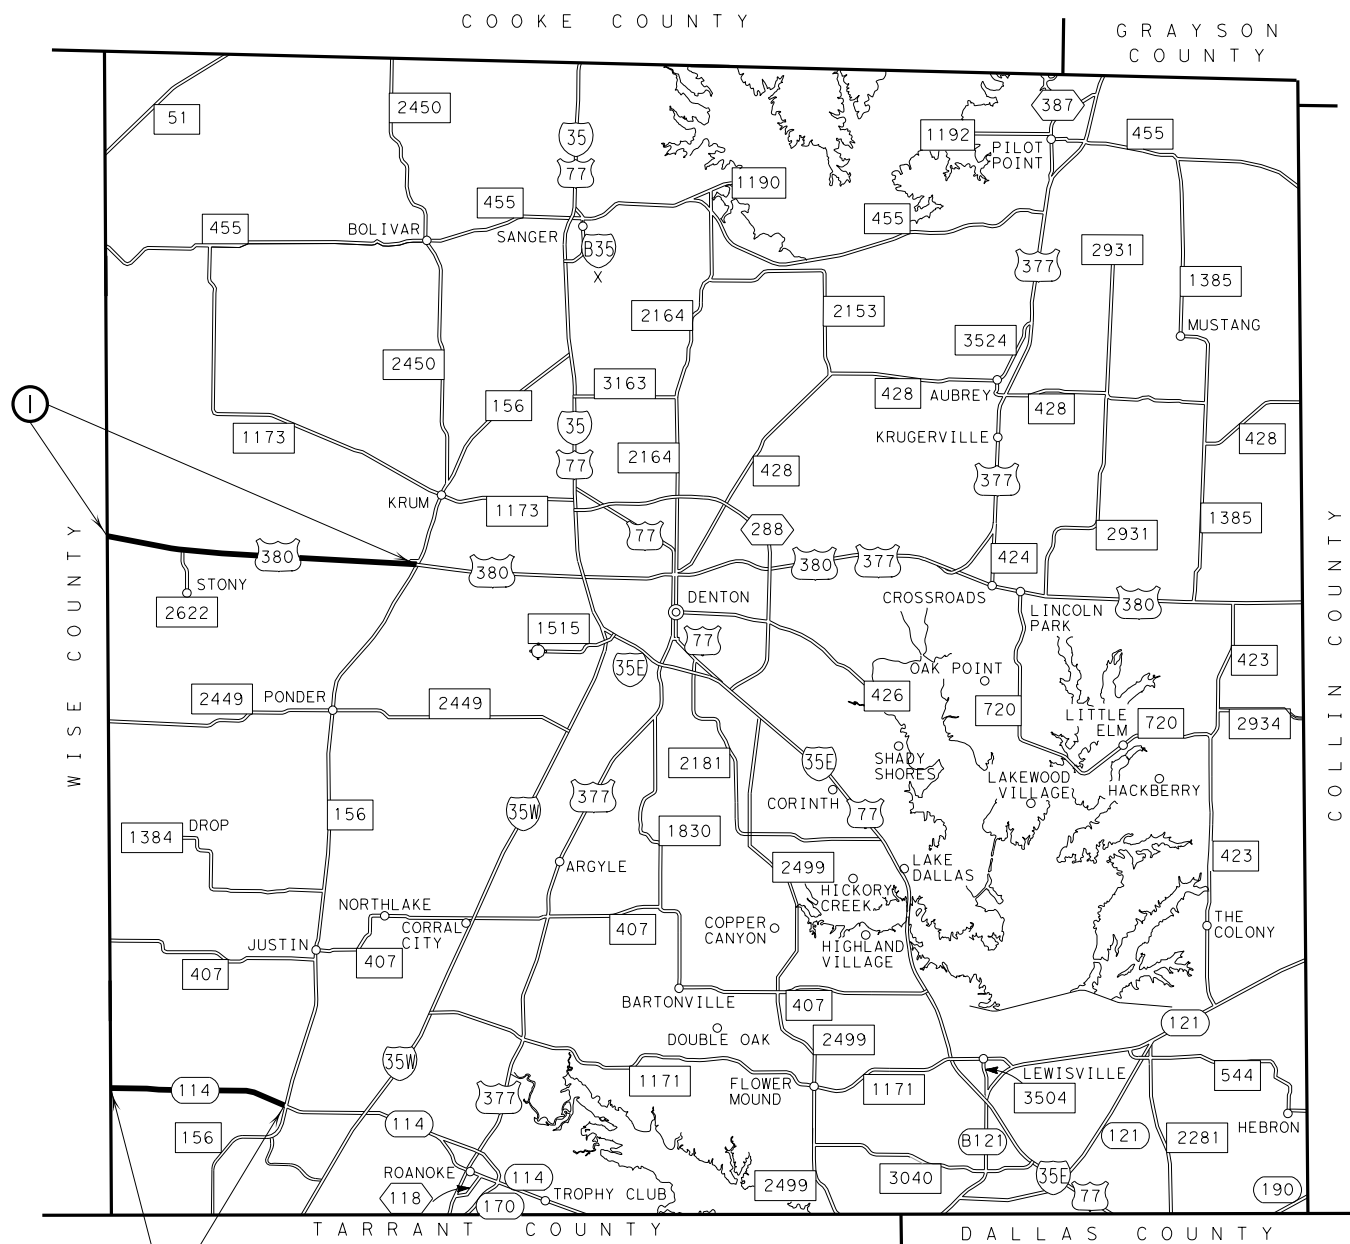 COOKE COUNTY
GRAYSON
COUNTY
387
51
2450
35
1192
455
PILOT
POINT
77
1190
455
455
455
BOLIVAR
SANGER
B35
X
2931
377
1385
2164
2153
MUSTANG
3524
2450
3163
156
428
AUBREY
428
I
1173
35
KRUGERVILLE
428
77
2164
428
377
KRUM
1173
288
1385
77
2931
380
380
380
377
424
STONY
2622
DENTON
CROSSROADS
380
LINCOLN
PARK
1515
77
35E
OAK POINT
423
WISE COUNTY
COLLIN COUNTY
2449
PONDER
2449
426
720
LITTLE
ELM
720
2934
2181
35E
SHADY
SHORES
LAKEWOOD
VILLAGE
HACKBERRY
377
CORINTH
35W
77
156
1384
DROP
1830
423
ARGYLE
2499
LAKE
DALLAS
HICKORY
CREEK
NORTHLAKE
CORRAL
CITY
407
COPPER
CANYON
HIGHLAND
VILLAGE
THE
COLONY
JUSTIN
407
407
BARTONVILLE
407
121
DOUBLE OAK
2499
35W
1171
FLOWER
MOUND
1171
LEWISVILLE
544
114
377
3504
114
HEBRON
156
B121
121
2281
ROANOKE
114
118
170
TROPHY CLUB
2499
3040
35E
77
190
TARRANT COUNTY
DALLAS COUNTY